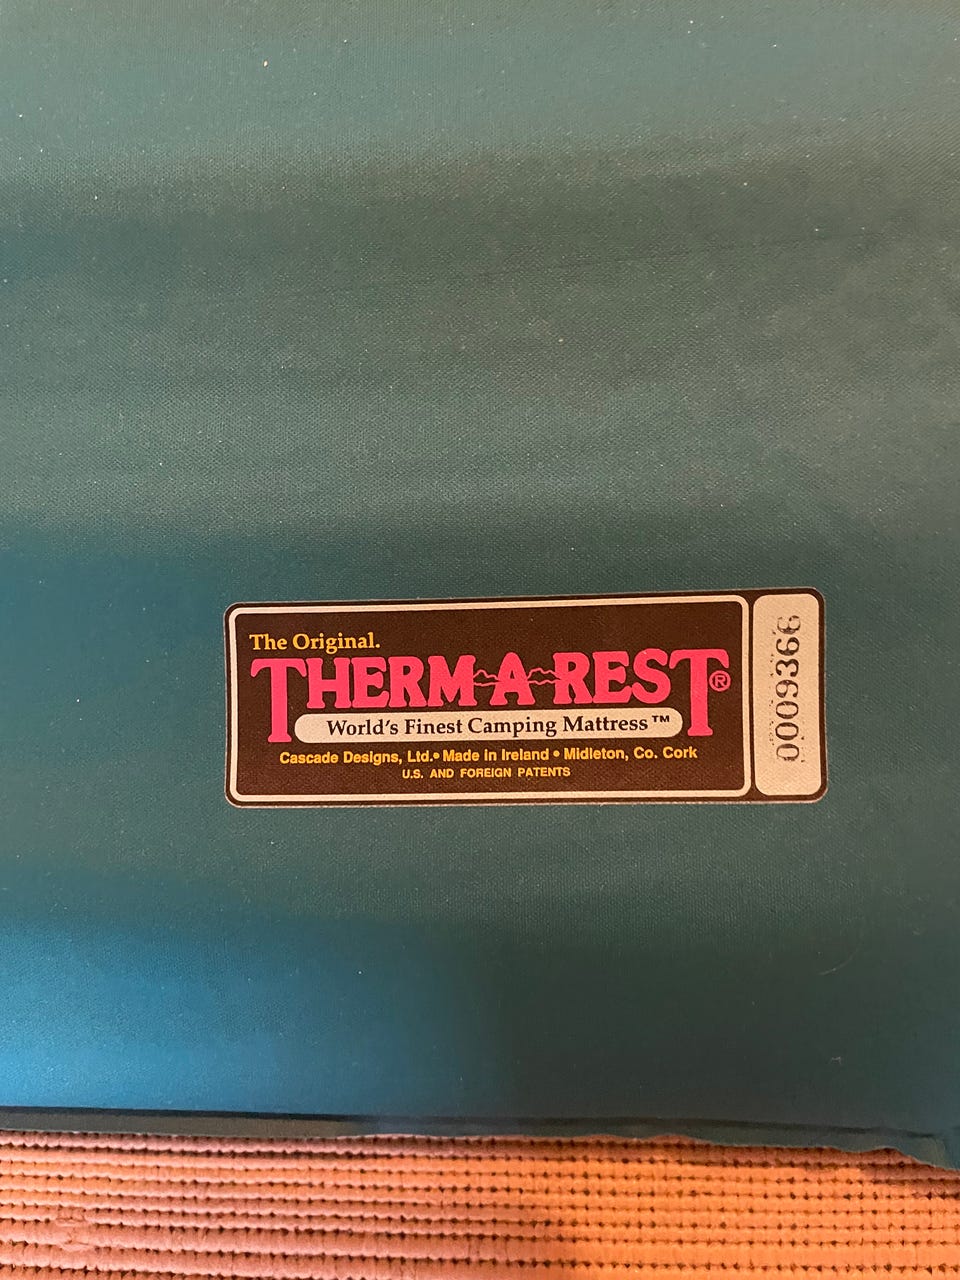 The Original.
THERM-A-REST®
World's Finest Camping Mattress™
Cascade Designs, Ltd.• Made in Ireland • Midleton, Co. Cork
U.S. AND FOREIGN PATENTS
0009366